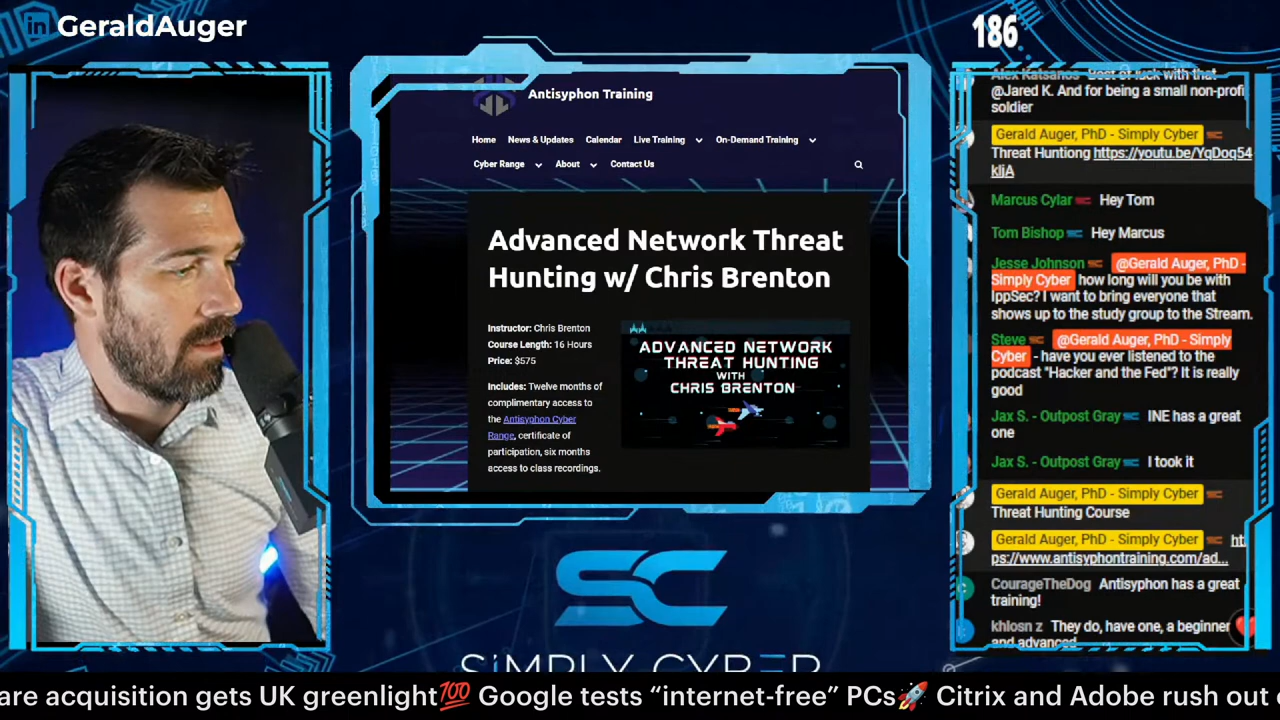 in GeraldAuger
186
Antisyphon Training
Home News & Updates Calendar Live Training On-Demand Training
Cyber Range About Contact Us
Advanced Network Threat
Hunting w/ Chris Brenton
Instructor: Chris Brenton
Course Length: 16 Hours
Price: $575
Includes: Twelve months of
complimentary access to
the Antisyphon Cyber
Range, certificate of
participation, six months
access to class recordings.
ADVANCED NETWORK
THREAT HUNTING
WITH
CHRIS BRENTON
Alex Katsanos Best of luck with that
@Jared K. And for being a small non-profi
soldier
Gerald Auger, PhD - Simply Cyber
Threat Huntiong https://youtu.be/YqDoq54
kljA
Marcus Cylar Hey Tom
Tom Bishop Hey Marcus
Jesse Johnson @Gerald Auger, PhD -
Simply Cyber how long will you be with
IppSec? I want to bring everyone that
shows up to the study group to the Stream.
Steve @Gerald Auger, PhD - Simply
Cyber - have you ever listened to the
podcast "Hacker and the Fed"? It is really
good
Jax S. - Outpost Gray INE has a great
one
Jax S. - Outpost Gray I took it
Gerald Auger, PhD - Simply Cyber
Threat Hunting Course
Gerald Auger, PhD - Simply Cyber htt
ps://www.antisyphontraining.com/ad...
CourageTheDog Antisyphon has a great
training!
khlosn z They do, have one, a beginner
and advanced
SC
SIMPLY CYBER
are acquisition gets UK greenlight💯 Google tests “internet-free” PCs🚀 Citrix and Adobe rush out